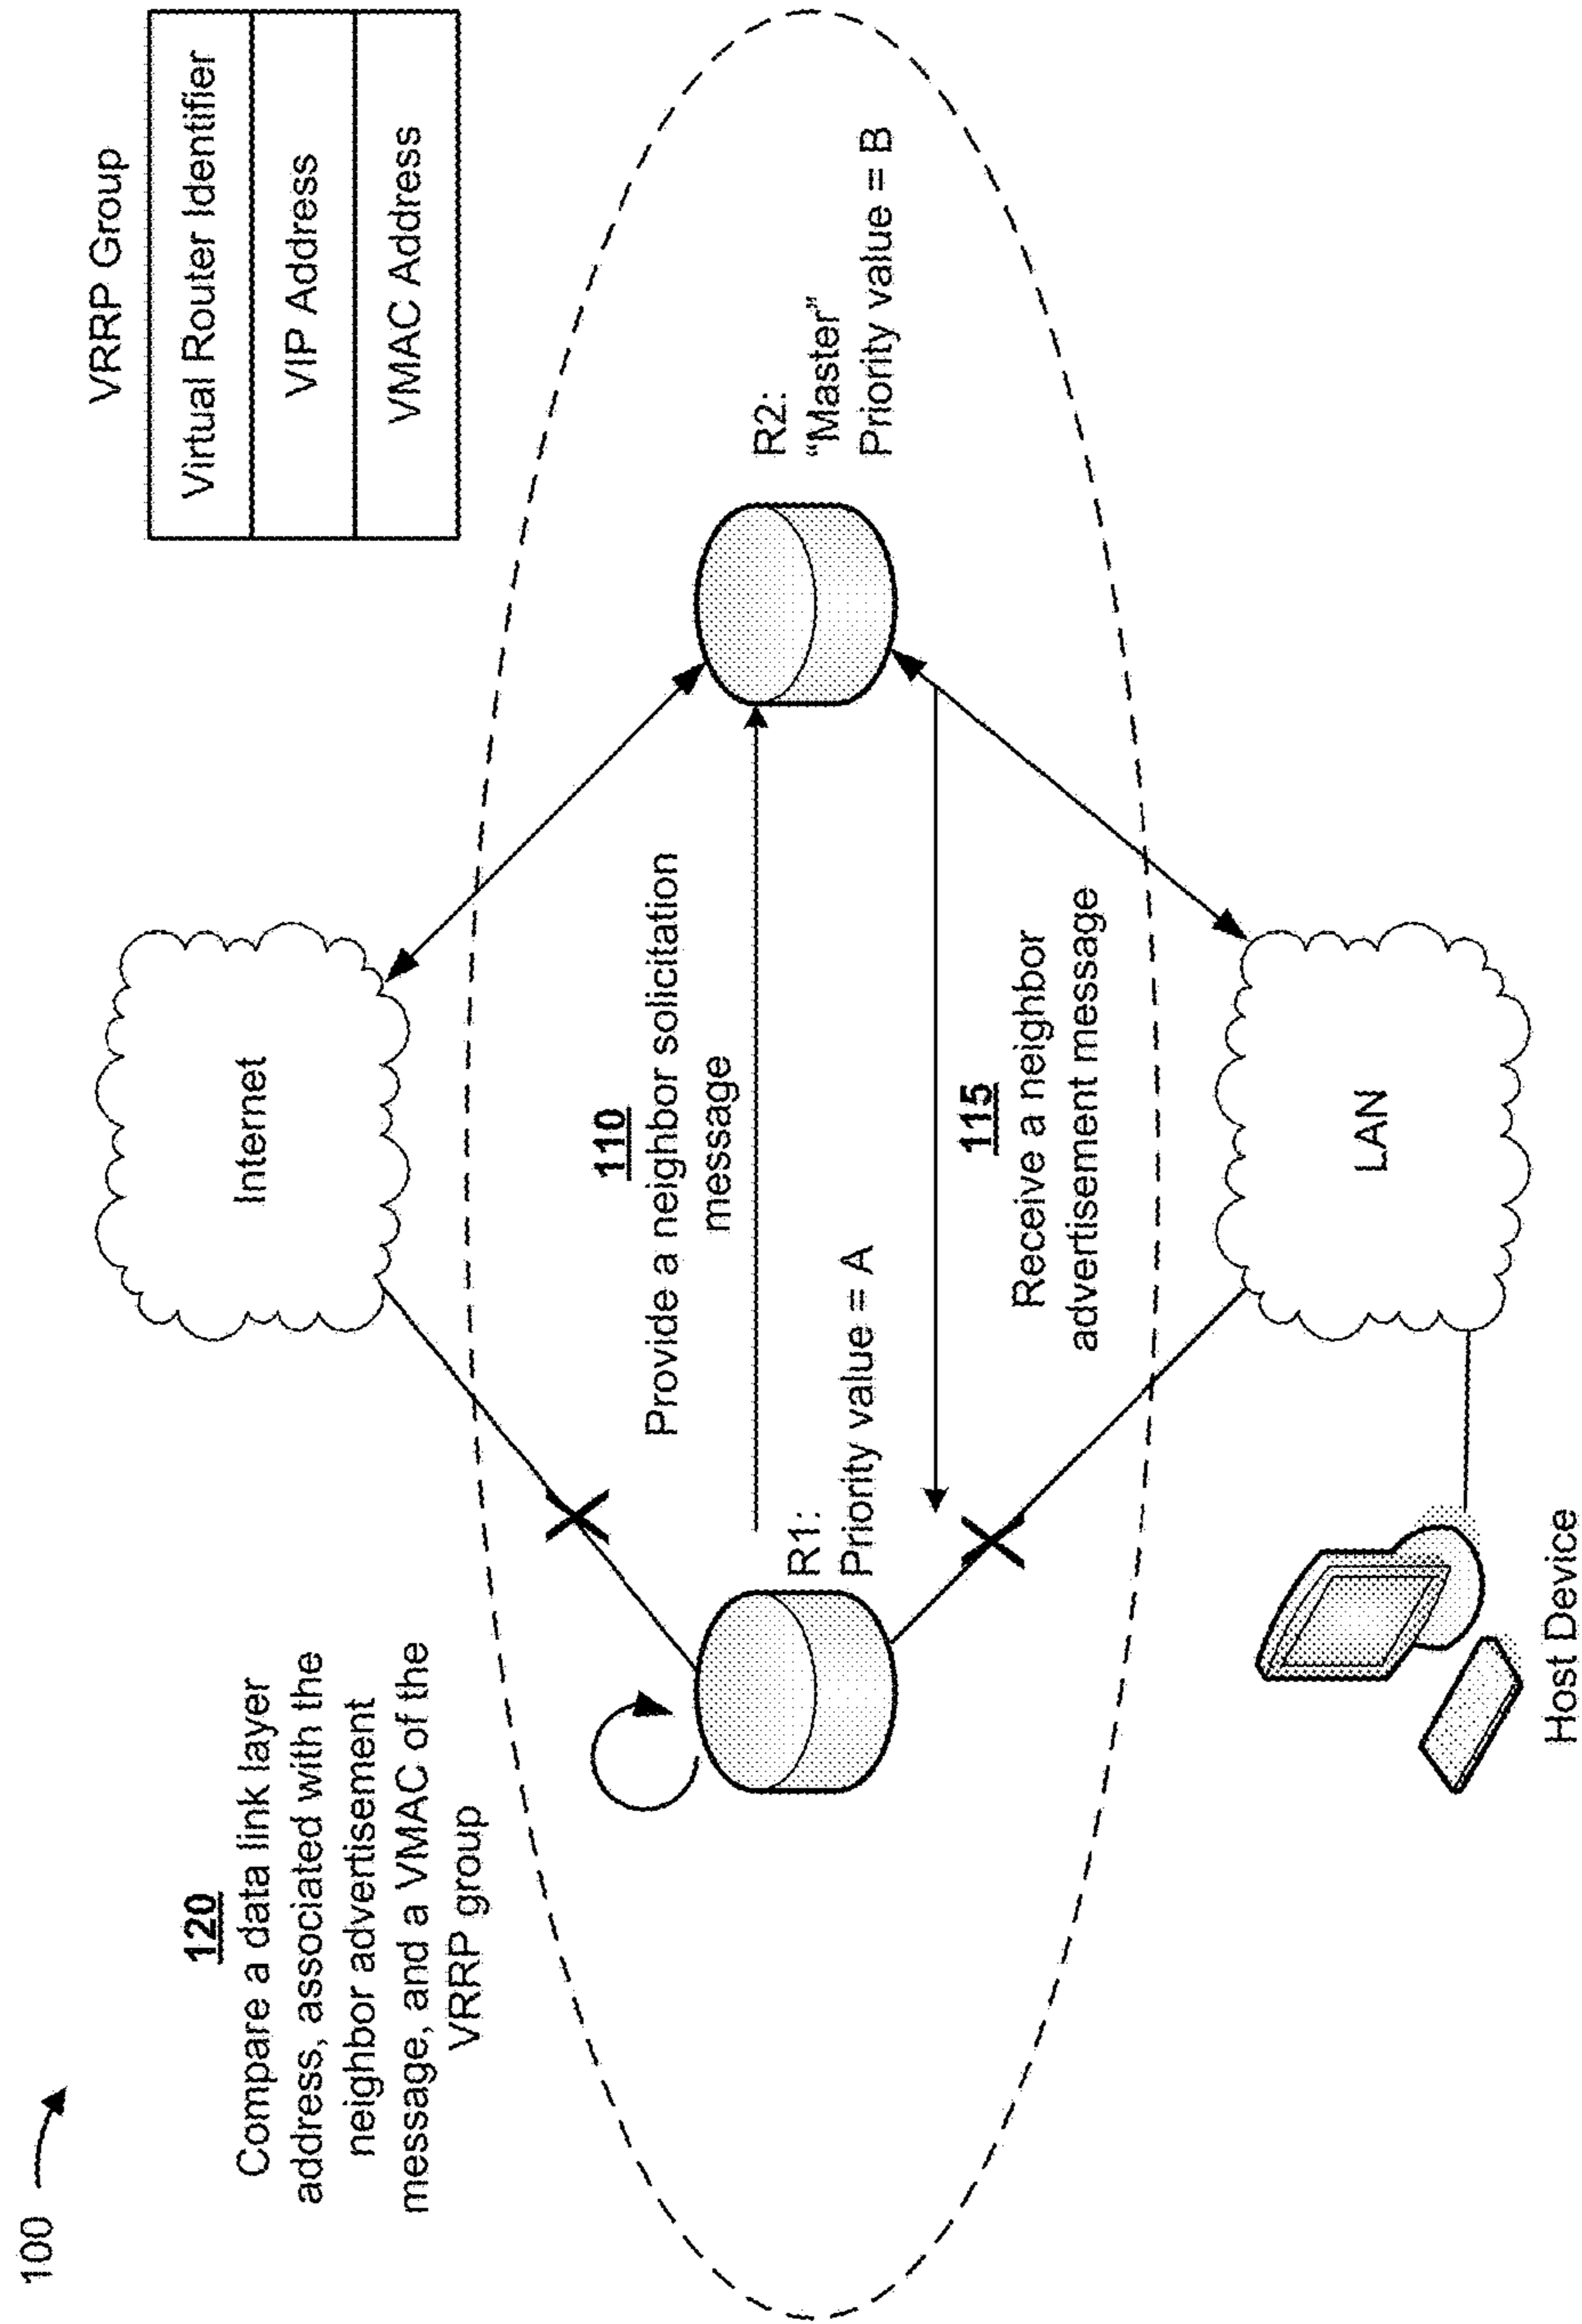 100
120
Compare a data link layer
address, associated with the
neighbor advertisement
message, and a VMAC of the
VRRP group
Internet
VRRP Group
Virtual Router Identifier
VIP Address
VMAC Address
110
Provide a neighbor solicitation
message
R1:
Priority value = A
R2:
“Master”
Priority value = B
115
Receive a neighbor
advertisement message
LAN
Host Device